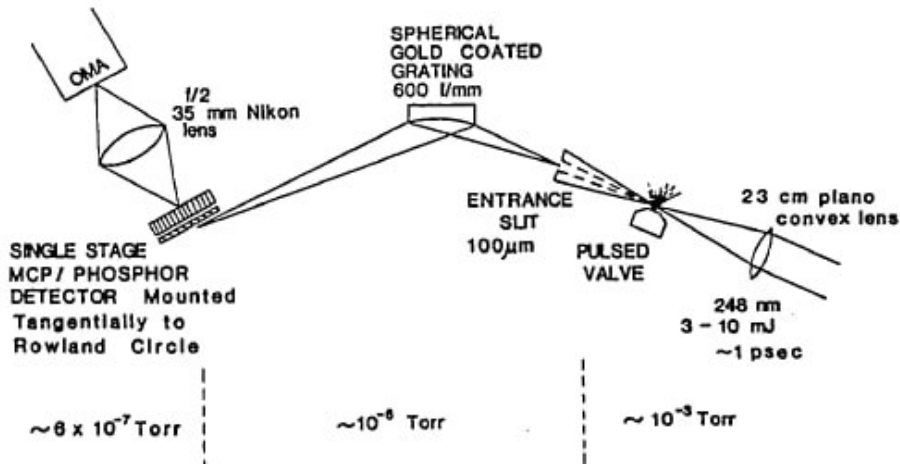 OMA
f/2
35 mm Nikon
lens
SPHERICAL
GOLD COATED
GRATING
600 l/mm
ENTRANCE
SLIT
100μm
PULSED
VALVE
23 cm plano
convex lens
248 nm
3 - 10 mJ
~1 psec
SINGLE STAGE
MCP/ PHOSPHOR
DETECTOR Mounted
Tangentially to
Rowland Circle
~6 x 10⁻⁷ Torr
~10⁻⁶ Torr
~10⁻³ Torr